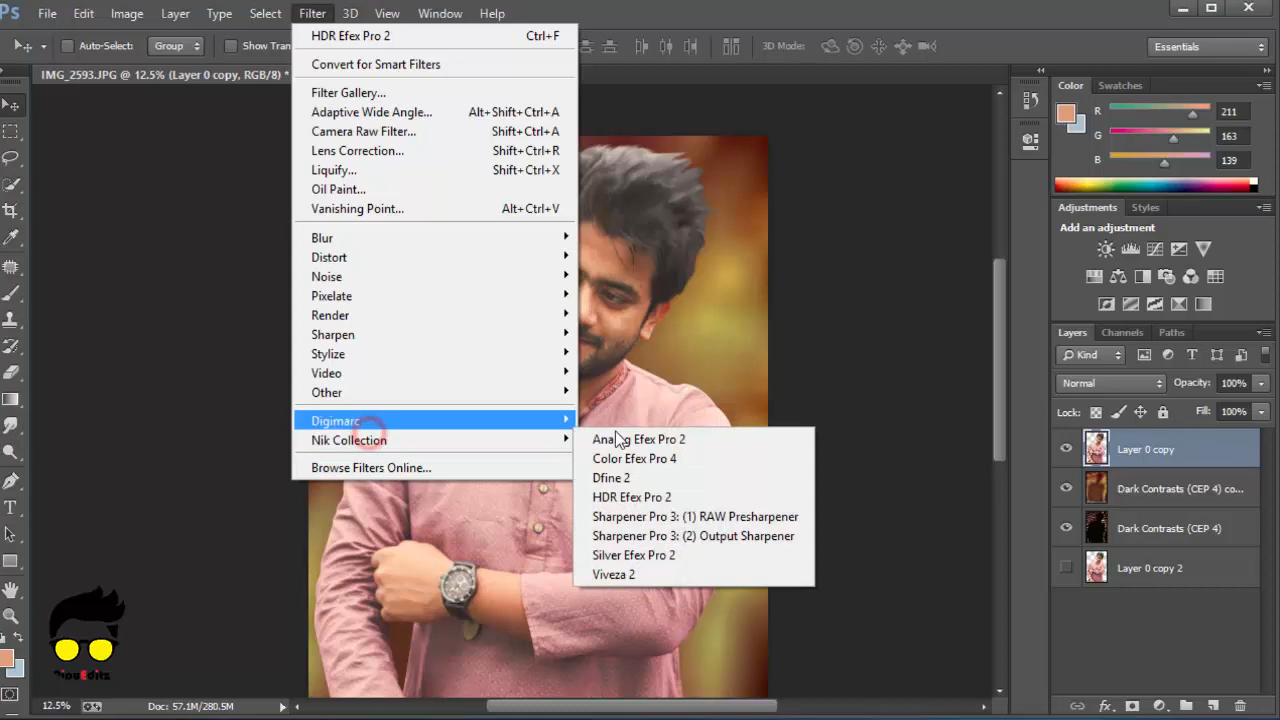 Ps File Edit Image Layer Type Select Filter 3D View Window Help
Auto-Select: Group Show Tran 3D Mode: Essentials
IMG_2593.JPG @ 12.5% (Layer 0 copy, RGB/8) *
HDR Efex Pro 2 Ctrl+F
Convert for Smart Filters
Filter Gallery...
Adaptive Wide Angle... Alt+Shift+Ctrl+A
Camera Raw Filter... Shift+Ctrl+A
Lens Correction... Shift+Ctrl+R
Liquify... Shift+Ctrl+X
Oil Paint...
Vanishing Point... Alt+Ctrl+V
Blur
Distort
Noise
Pixelate
Render
Sharpen
Stylize
Video
Other
Digimarc
Nik Collection
Browse Filters Online...
Analog Efex Pro 2
Color Efex Pro 4
Dfine 2
HDR Efex Pro 2
Sharpener Pro 3: (1) RAW Presharpener
Sharpener Pro 3: (2) Output Sharpener
Silver Efex Pro 2
Viveza 2
Color Swatches
R 211
G 163
B 139
Adjustments Styles
Add an adjustment
Layers Channels Paths
Kind
Normal Opacity: 100%
Lock: Fill: 100%
Layer 0 copy
Dark Contrasts (CEP 4) co...
Dark Contrasts (CEP 4)
Layer 0 copy 2
12.5% Doc: 57.1M/280.5M